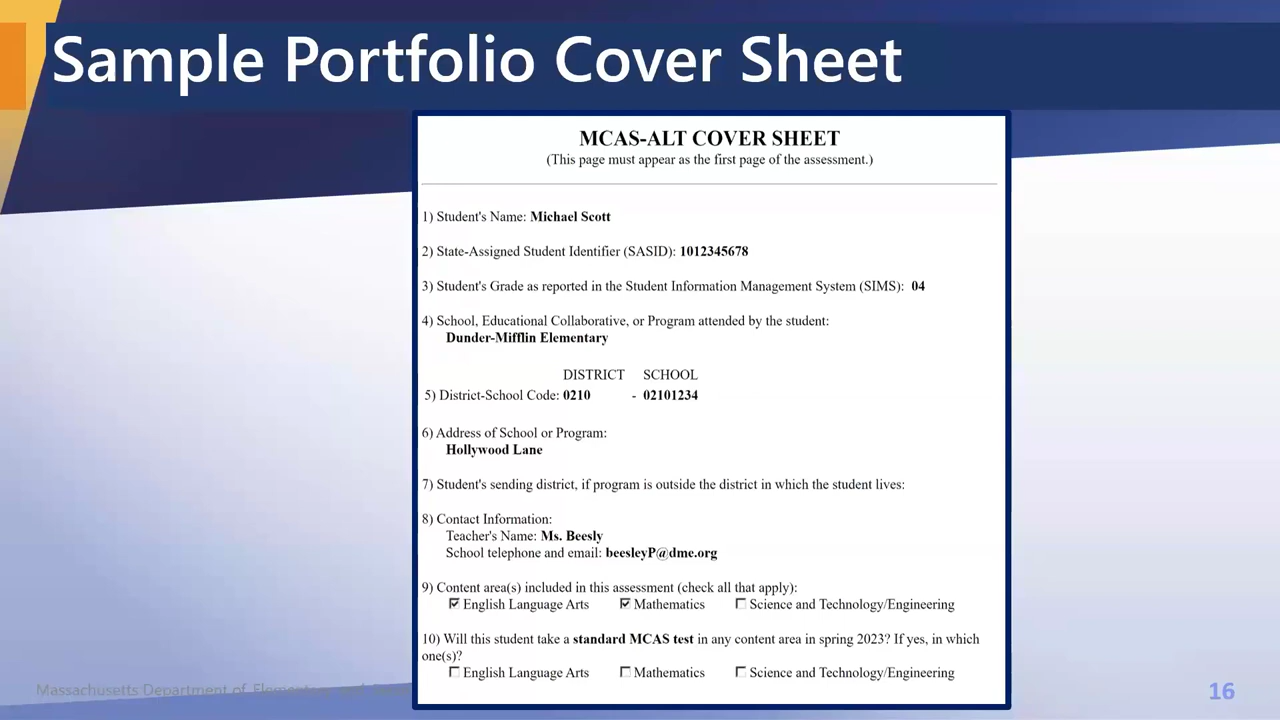 Sample Portfolio Cover Sheet
MCAS-ALT COVER SHEET
(This page must appear as the first page of the assessment.)
1) Student's Name: Michael Scott
2) State-Assigned Student Identifier (SASID): 1012345678
3) Student's Grade as reported in the Student Information Management System (SIMS): 04
4) School, Educational Collaborative, or Program attended by the student:
Dunder-Mifflin Elementary
DISTRICT SCHOOL
5) District-School Code: 0210 - 02101234
6) Address of School or Program:
Hollywood Lane
7) Student's sending district, if program is outside the district in which the student lives:
8) Contact Information:
Teacher's Name: Ms. Beesly
School telephone and email: beesleyP@dme.org
9) Content area(s) included in this assessment (check all that apply):
English Language Arts Mathematics Science and Technology/Engineering
10) Will this student take a standard MCAS test in any content area in spring 2023? If yes, in which
one(s)?
English Language Arts Mathematics Science and Technology/Engineering
Massachusetts Department of Elementary and
16